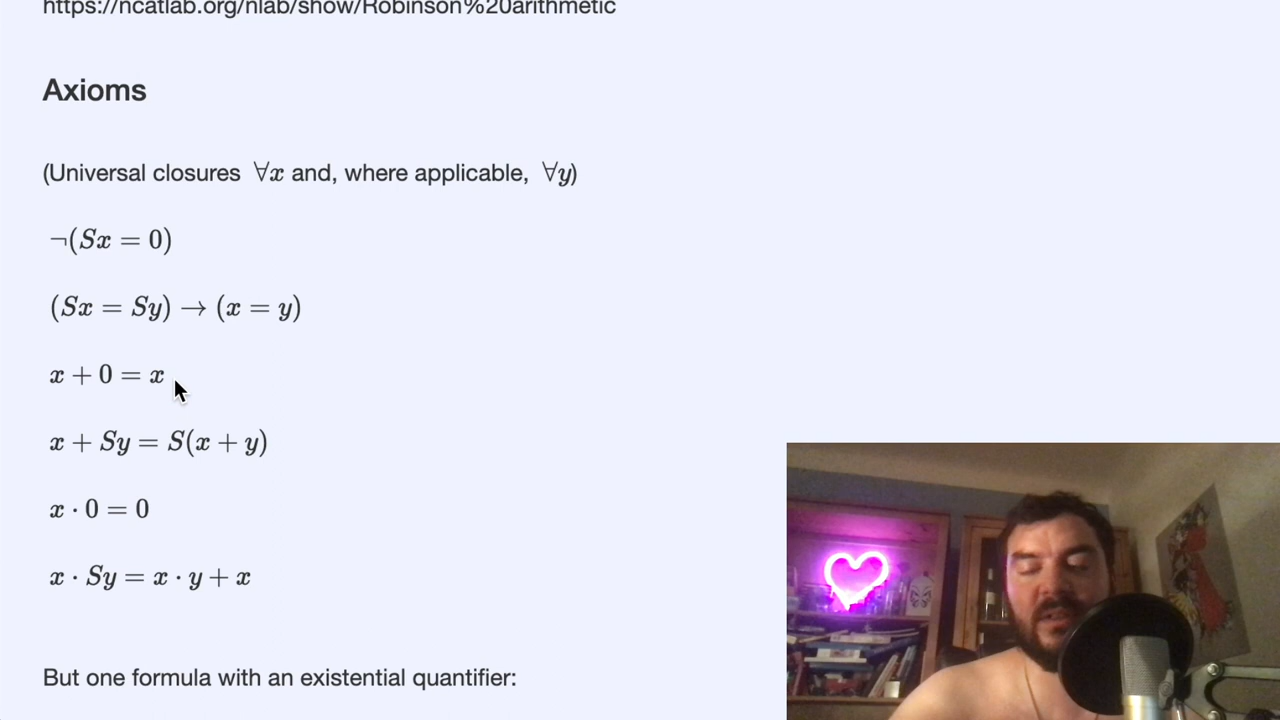 https://ncatlab.org/nlab/show/Robinson%20arithmetic
Axioms
(Universal closures ∀x and, where applicable, ∀y)
¬(Sx = 0)
(Sx = Sy) → (x = y)
x + 0 = x
x + Sy = S(x + y)
x · 0 = 0
x · Sy = x · y + x
But one formula with an existential quantifier: